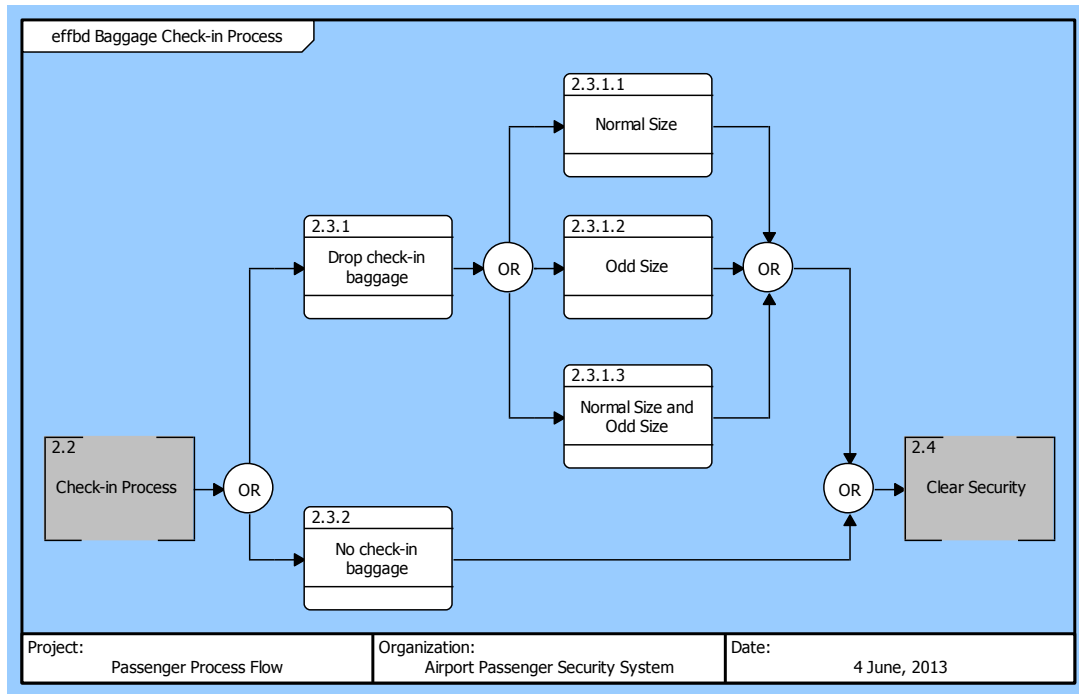 effbd Baggage Check-in Process
2.3.1.1
Normal Size
2.3.1
Drop check-in
baggage
OR
2.3.1.2
Odd Size
OR
2.3.1.3
Normal Size and
Odd Size
2.2
Check-in Process
OR
2.3.2
No check-in
baggage
OR
2.4
Clear Security
Project:
Passenger Process Flow
Organization:
Airport Passenger Security System
Date:
4 June, 2013